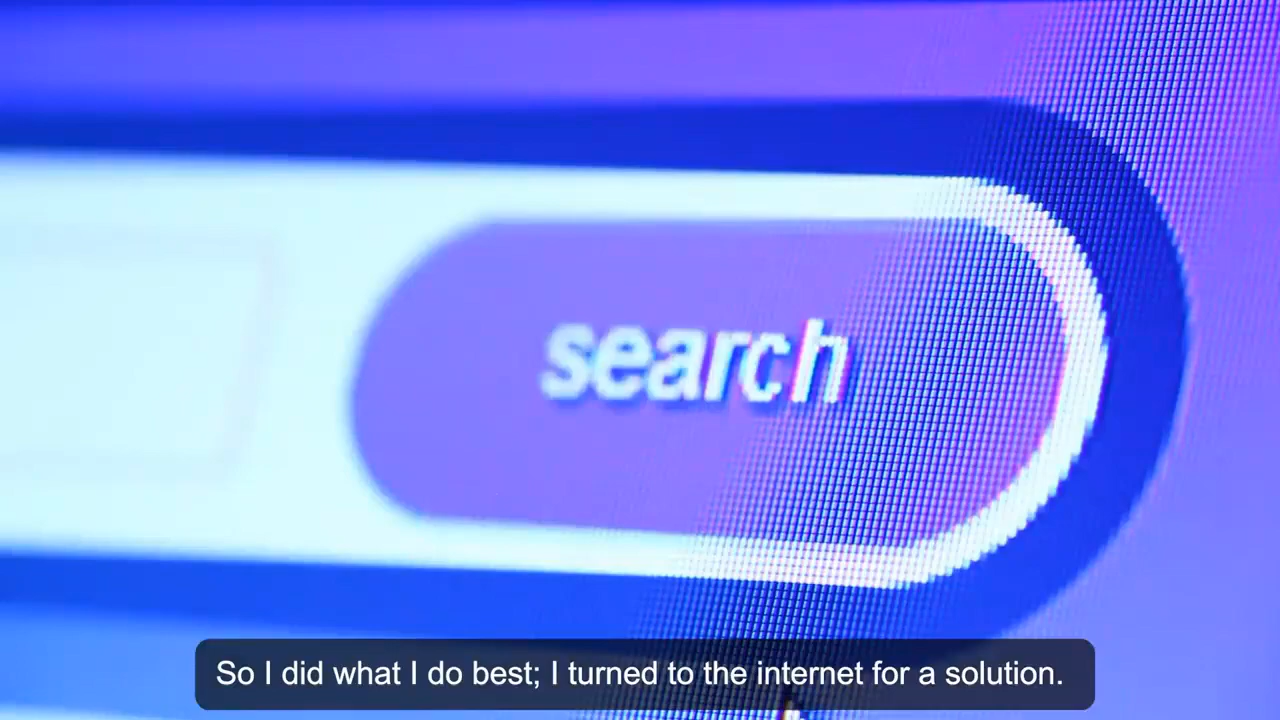 search
So I did what I do best; I turned to the internet for a solution.